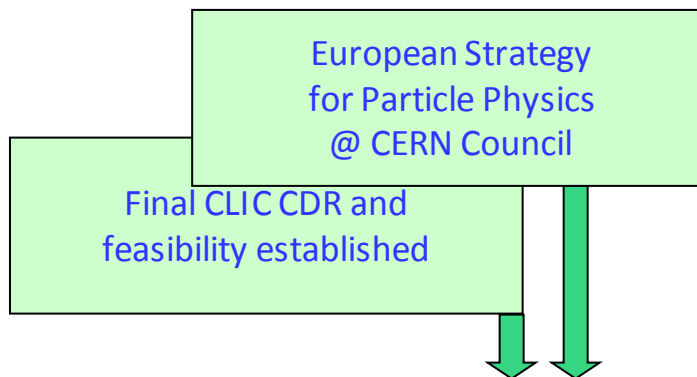 European Strategy
for Particle Physics
@ CERN Council
Final CLIC CDR and
feasibility established